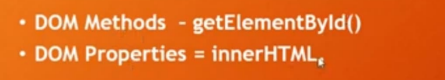 • DOM Methods - getElementById()
• DOM Properties = innerHTML,